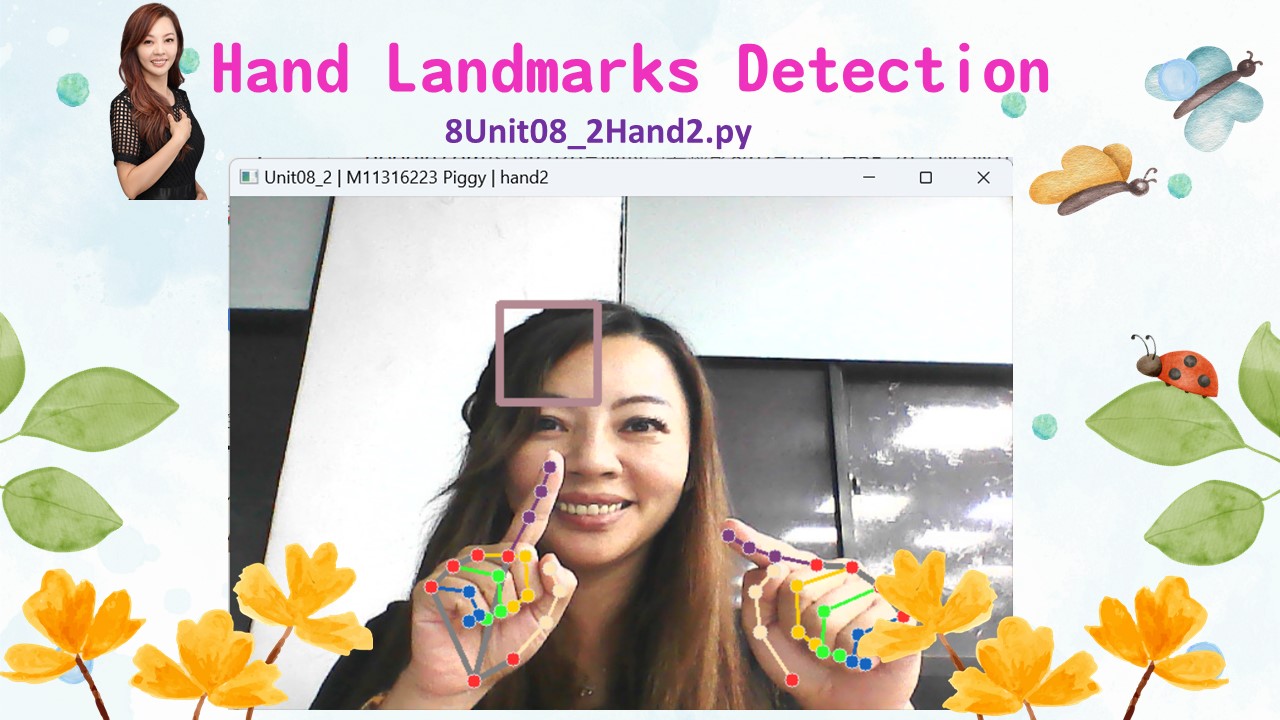 Hand Landmarks Detection
8Unit08_2Hand2.py
Unit08_2 | M11316223 Piggy | hand2